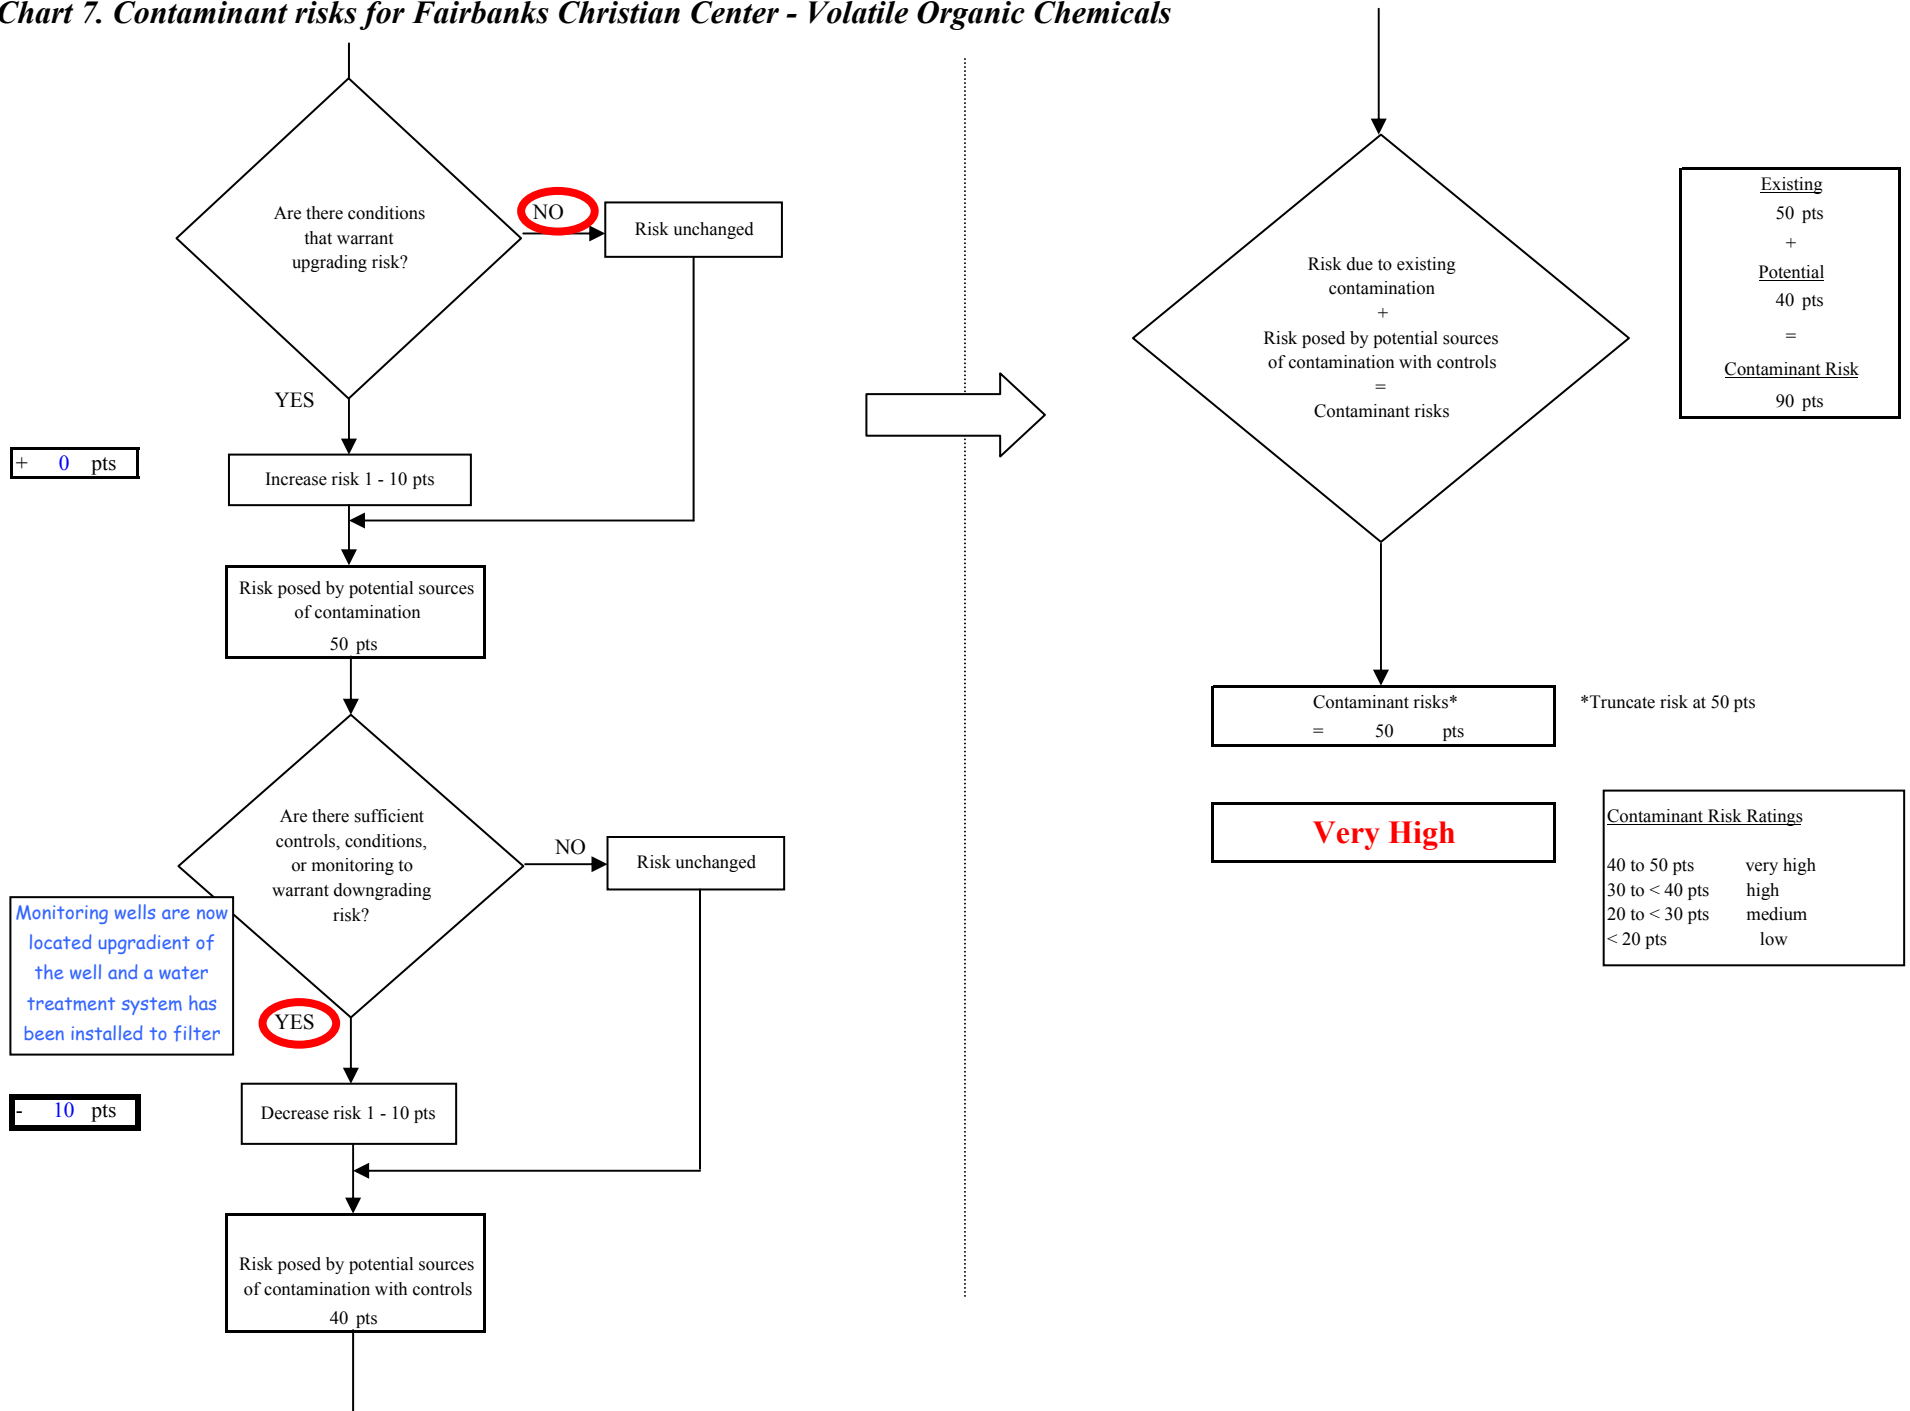 Chart 7. Contaminant risks for Fairbanks Christian Center - Volatile Organic Chemicals
Are there conditions
that warrant
upgrading risk?
NO
Risk unchanged
YES
+ 0 pts
Increase risk 1 - 10 pts
Risk posed by potential sources
of contamination
50 pts
Are there sufficient
controls, conditions,
or monitoring to
warrant downgrading
risk?
NO
Risk unchanged
Monitoring wells are now
located upgradient of
the well and a water
treatment system has
been installed to filter
YES
- 10 pts
Decrease risk 1 - 10 pts
Risk posed by potential sources
of contamination with controls
40 pts
Risk due to existing
contamination
+
Risk posed by potential sources
of contamination with controls
=
Contaminant risks
Existing
50 pts
+
Potential
40 pts
=
Contaminant Risk
90 pts
Contaminant risks*
= 50 pts
*Truncate risk at 50 pts
Very High
Contaminant Risk Ratings
40 to 50 pts very high
30 to < 40 pts high
20 to < 30 pts medium
< 20 pts low